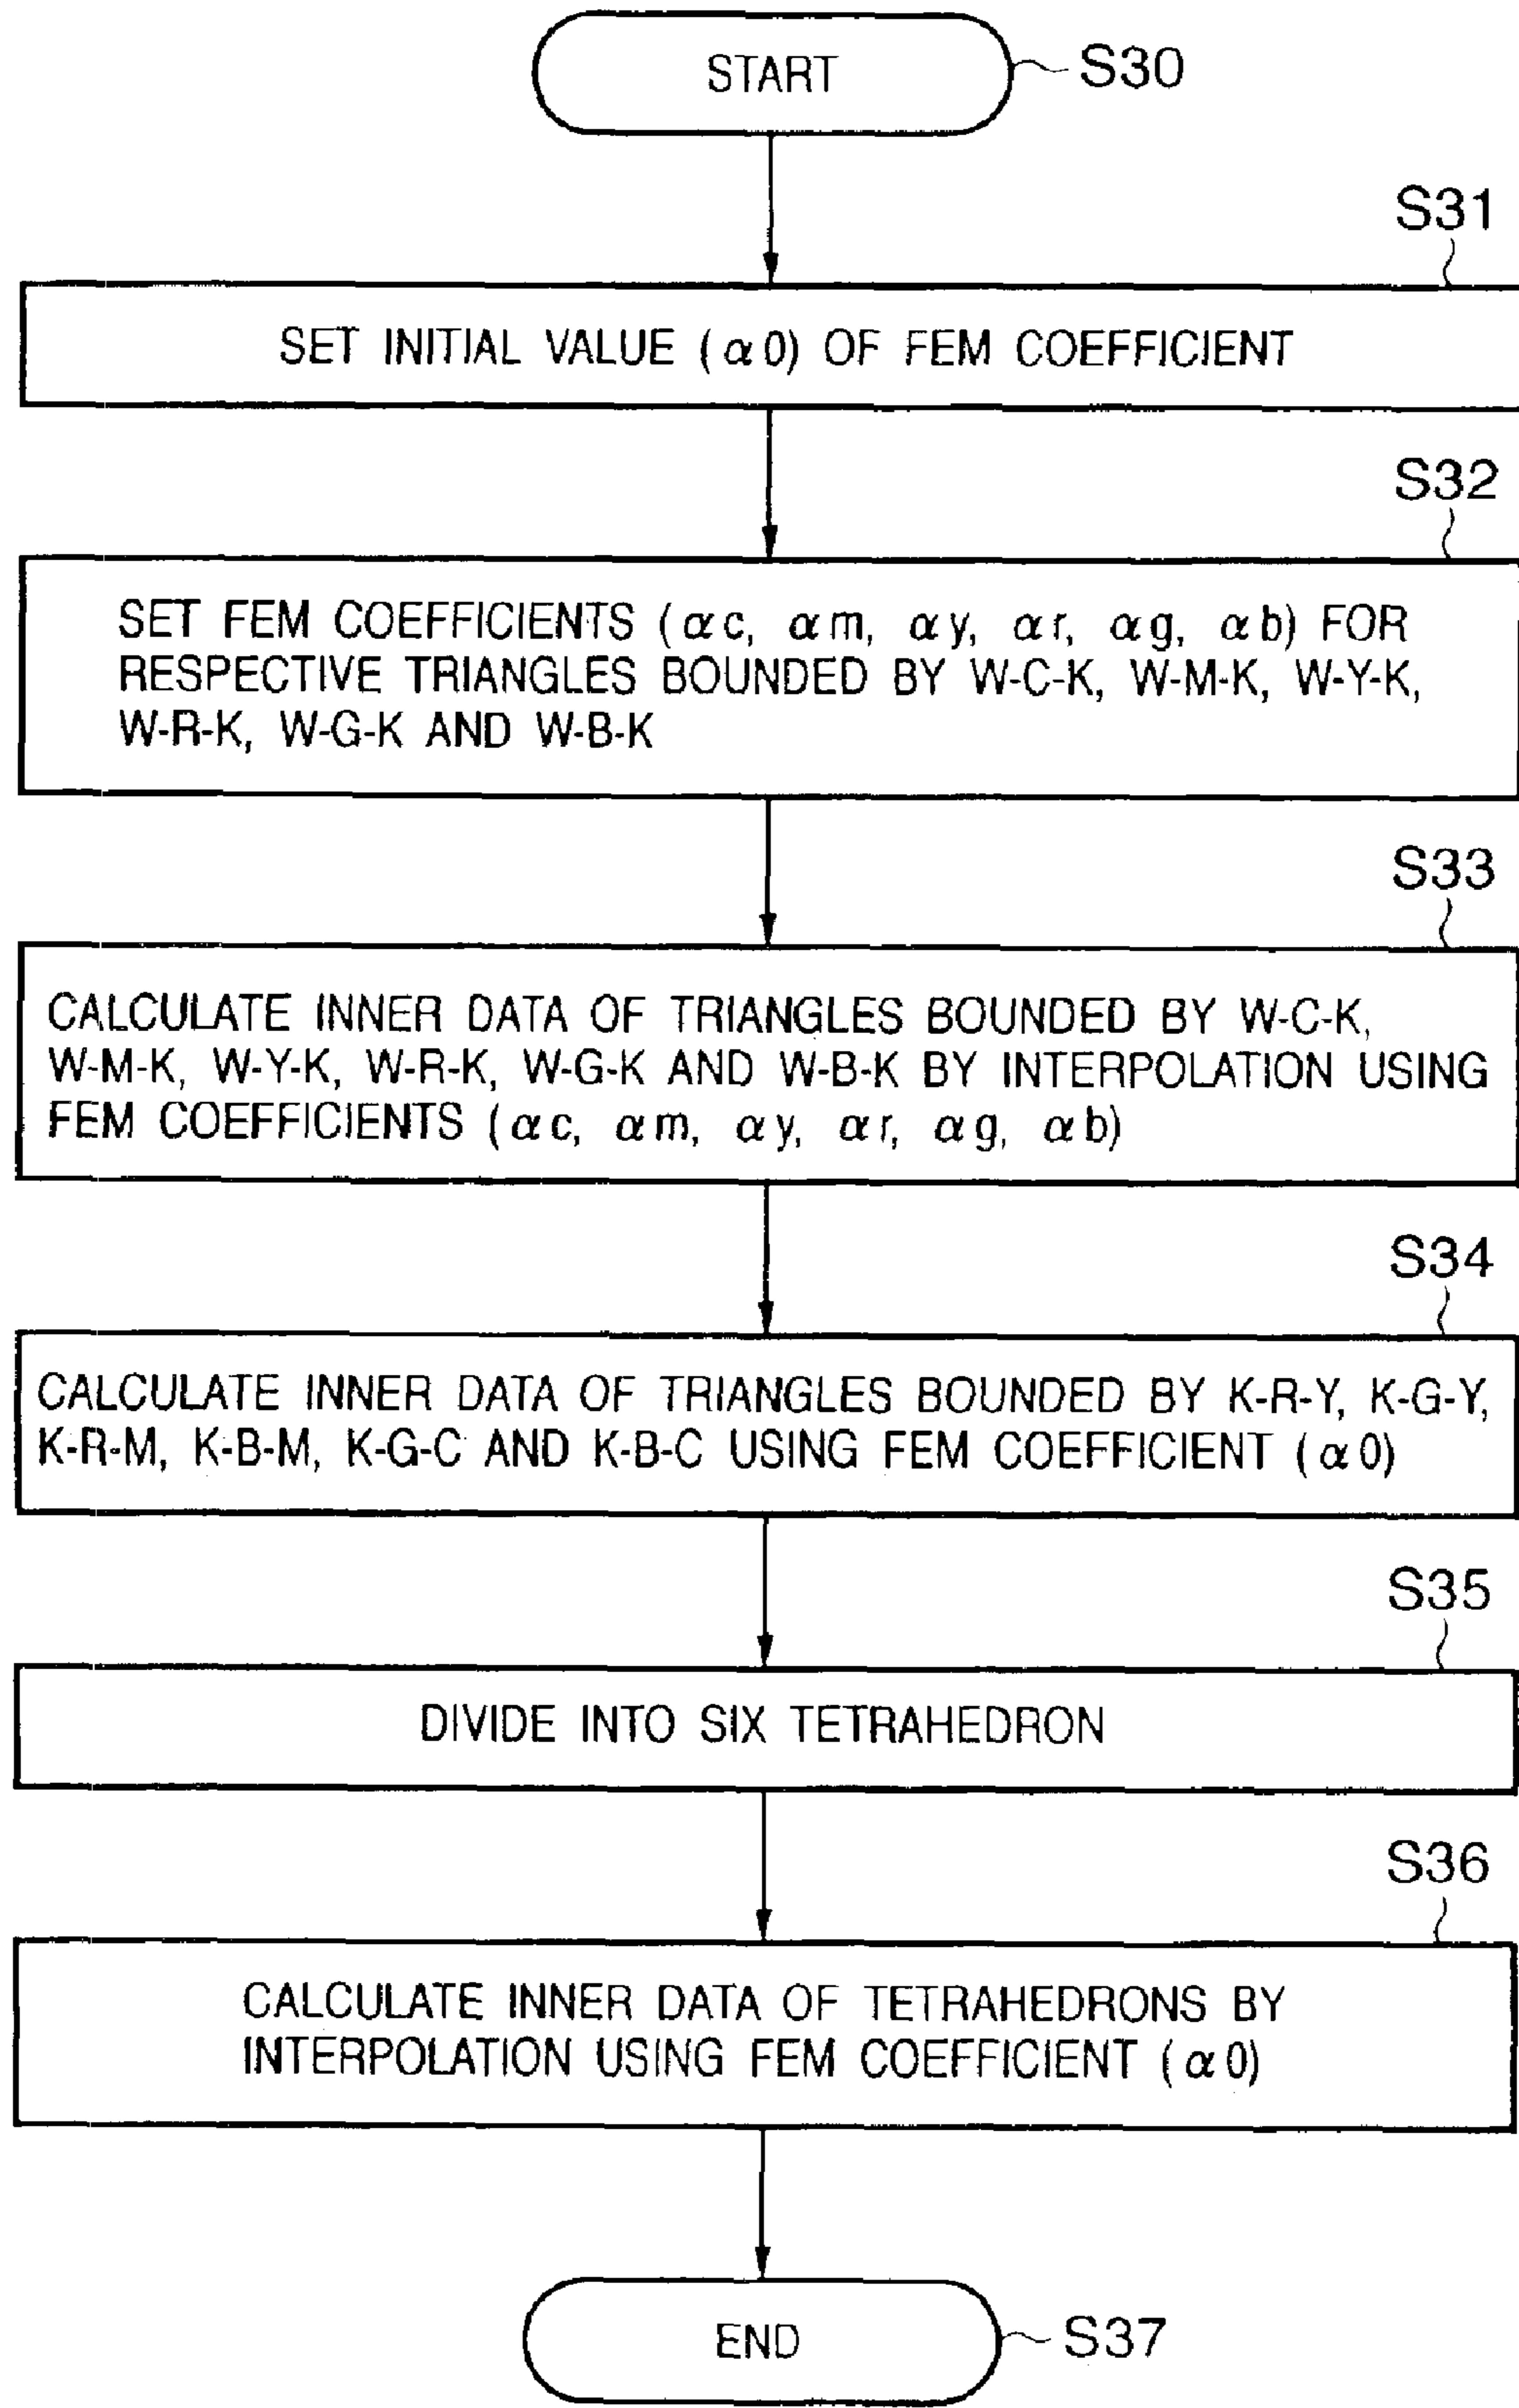 START
S30
S31
SET INITIAL VALUE (α0) OF FEM COEFFICIENT
S32
SET FEM COEFFICIENTS (αc, αm, αy, αr, αg, αb) FOR
RESPECTIVE TRIANGLES BOUNDED BY W-C-K, W-M-K, W-Y-K,
W-R-K, W-G-K AND W-B-K
S33
CALCULATE INNER DATA OF TRIANGLES BOUNDED BY W-C-K,
W-M-K, W-Y-K, W-R-K, W-G-K AND W-B-K BY INTERPOLATION USING
FEM COEFFICIENTS (αc, αm, αy, αr, αg, αb)
S34
CALCULATE INNER DATA OF TRIANGLES BOUNDED BY K-R-Y, K-G-Y,
K-R-M, K-B-M, K-G-C AND K-B-C USING FEM COEFFICIENT (α0)
S35
DIVIDE INTO SIX TETRAHEDRON
S36
CALCULATE INNER DATA OF TETRAHEDRONS BY
INTERPOLATION USING FEM COEFFICIENT (α0)
END
S37